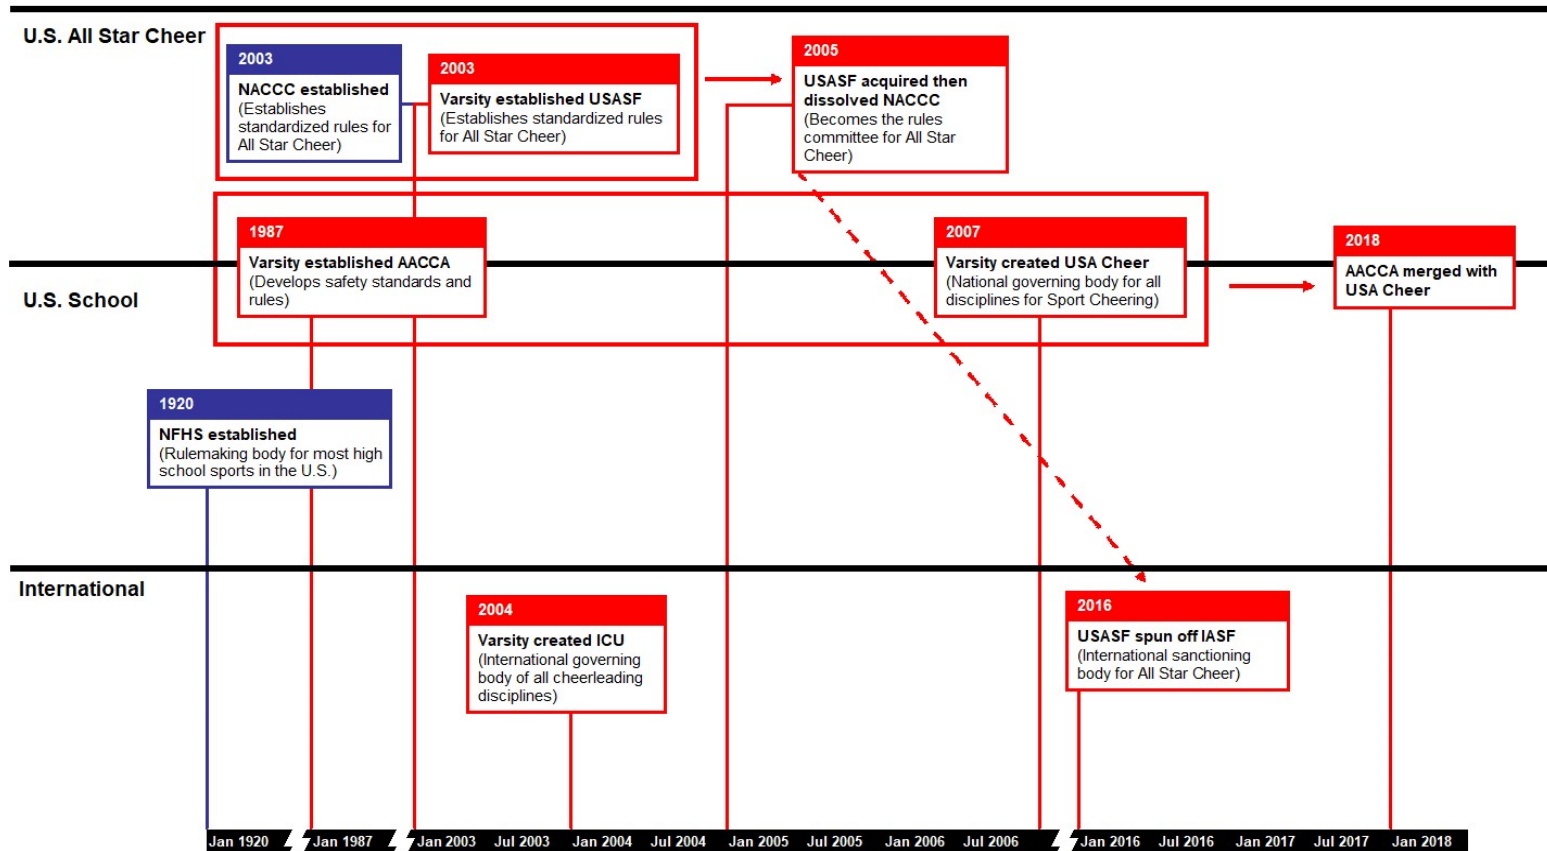 U.S. All Star Cheer
2003
NACCC established
(Establishes
standardized rules for
All Star Cheer)
2003
Varsity established USASF
(Establishes standardized rules
for All Star Cheer)
2005
USASF acquired then
dissolved NACCC
(Becomes the rules
committee for All Star
Cheer)
1987
Varsity established AACCA
(Develops safety standards and
rules)
2007
Varsity created USA Cheer
(National governing body for all
disciplines for Sport Cheering)
2018
AACCA merged with
USA Cheer
U.S. School
1920
NFHS established
(Rulemaking body for most high
school sports in the U.S.)
International
2004
Varsity created ICU
(International governing
body of all cheerleading
disciplines)
2016
USASF spun off IASF
(International sanctioning
body for All Star Cheer)
Jan 1920 Jan 1987 Jan 2003 Jul 2003 Jan 2004 Jul 2004 Jan 2005 Jul 2005 Jan 2006 Jul 2006 Jan 2016 Jul 2016 Jan 2017 Jul 2017 Jan 2018